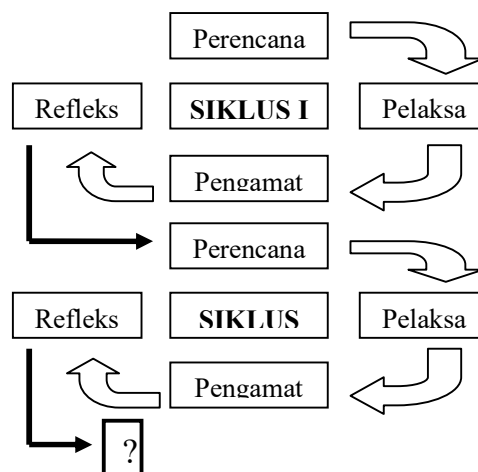 Perencana
Refleks
SIKLUS I
Pelaksa
Pengamat
Perencana
Refleks
SIKLUS
Pelaksa
Pengamat
?